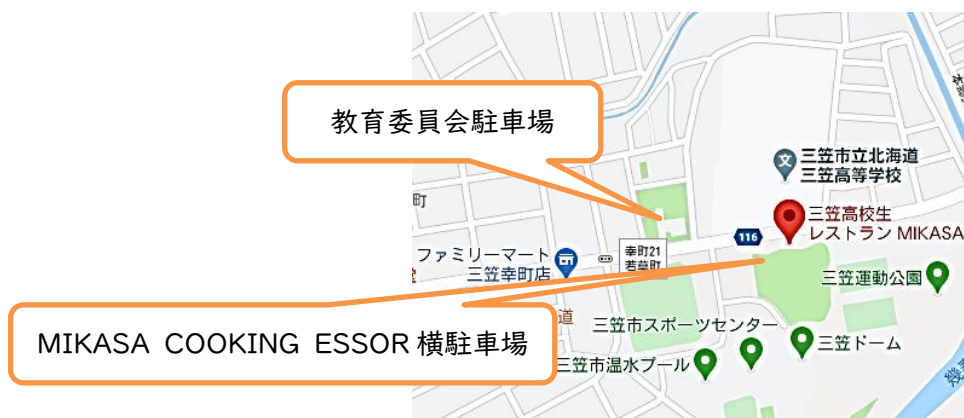 教育委員会駐車場
三笠市立北海道
三笠高等学校
町
三笠高校生
レストラン MIKASA
116
ファミリーマート
三笠幸町店
幸町21
若草町
三笠運動公園
道
MIKASA COOKING ESSOR 横駐車場
三笠市スポーツセンター
三笠ドーム
三笠市温水プール